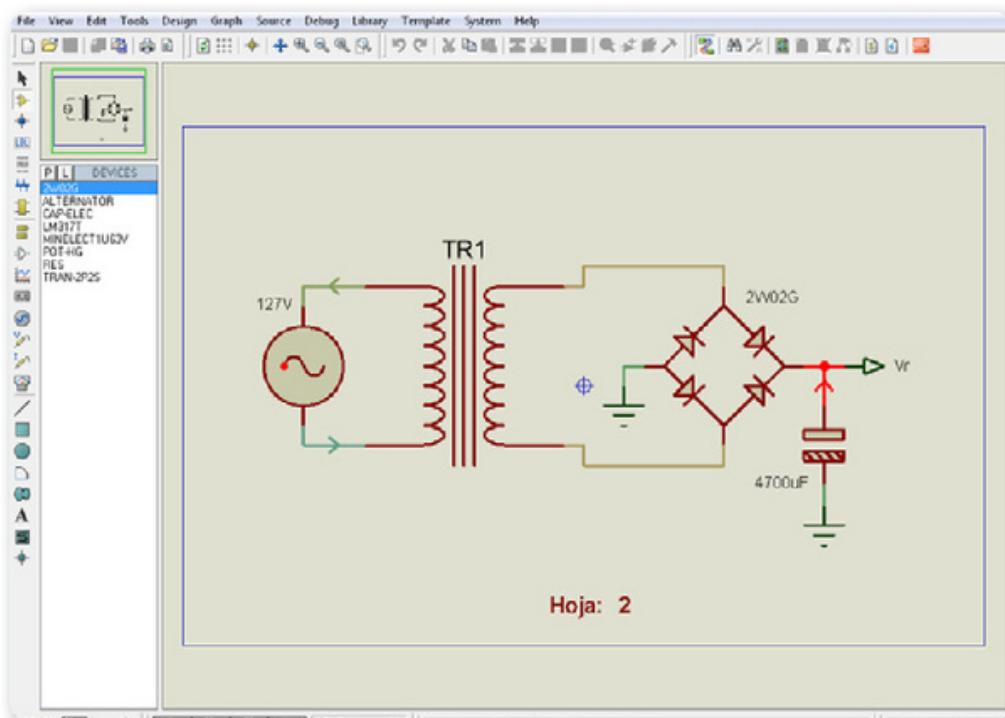 File View Edit Tools Design Graph Source Debug Library Template System Help
P L DEVICES
2W02G
ALTERNATOR
CAP-ELEC
LM317T
MINELECT1U63V
POT-HG
RES
TRAN-2P2S
TR1
127V
2W02G
Vr
4700uF
Hoja: 2